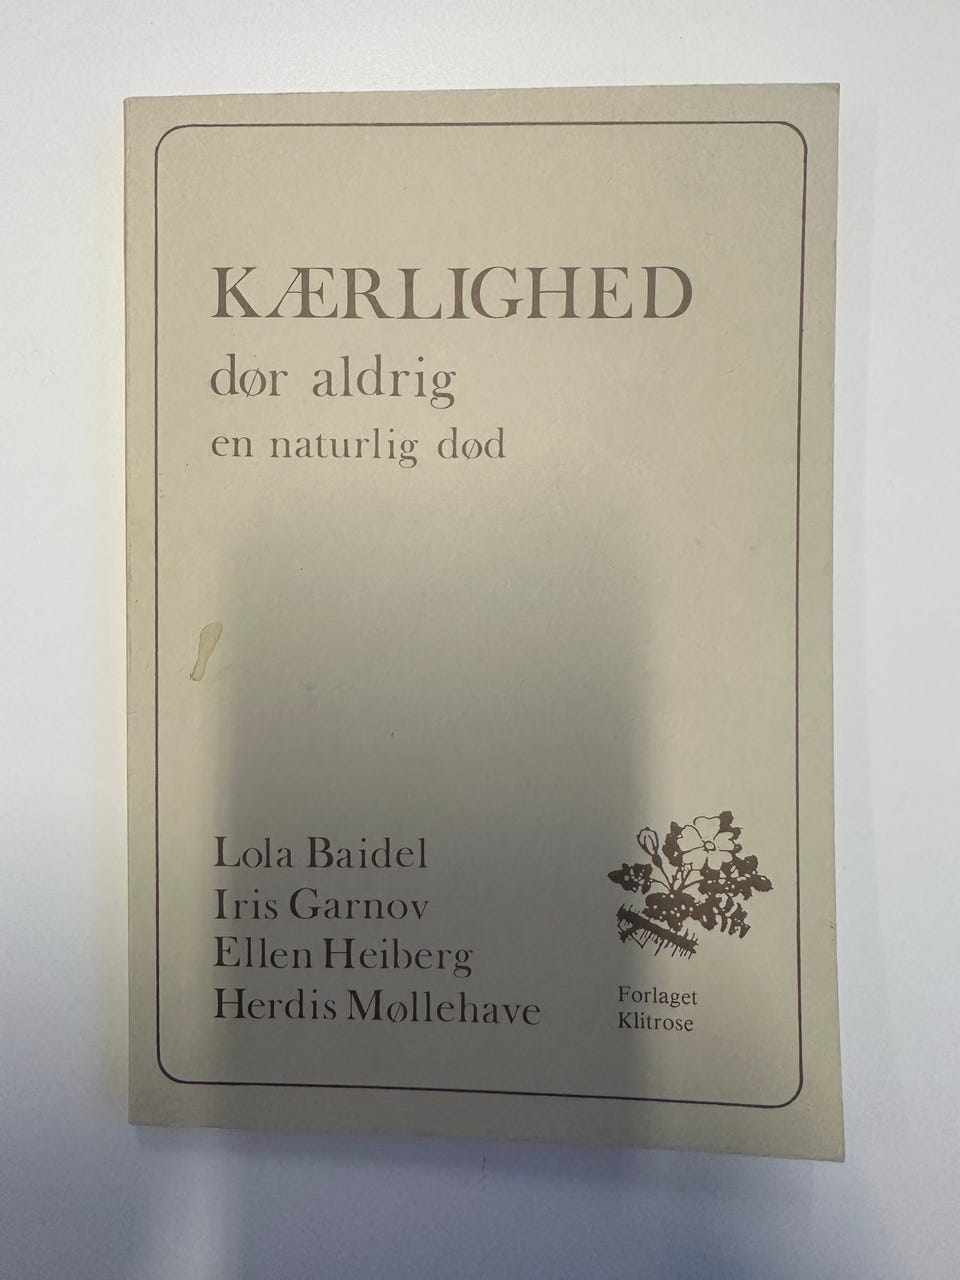 KÆRLIGHED
dør aldrig
en naturlig død
Lola Baidel
Iris Garnov
Ellen Heiberg
Herdis Møllehave
Forlaget
Klitrose